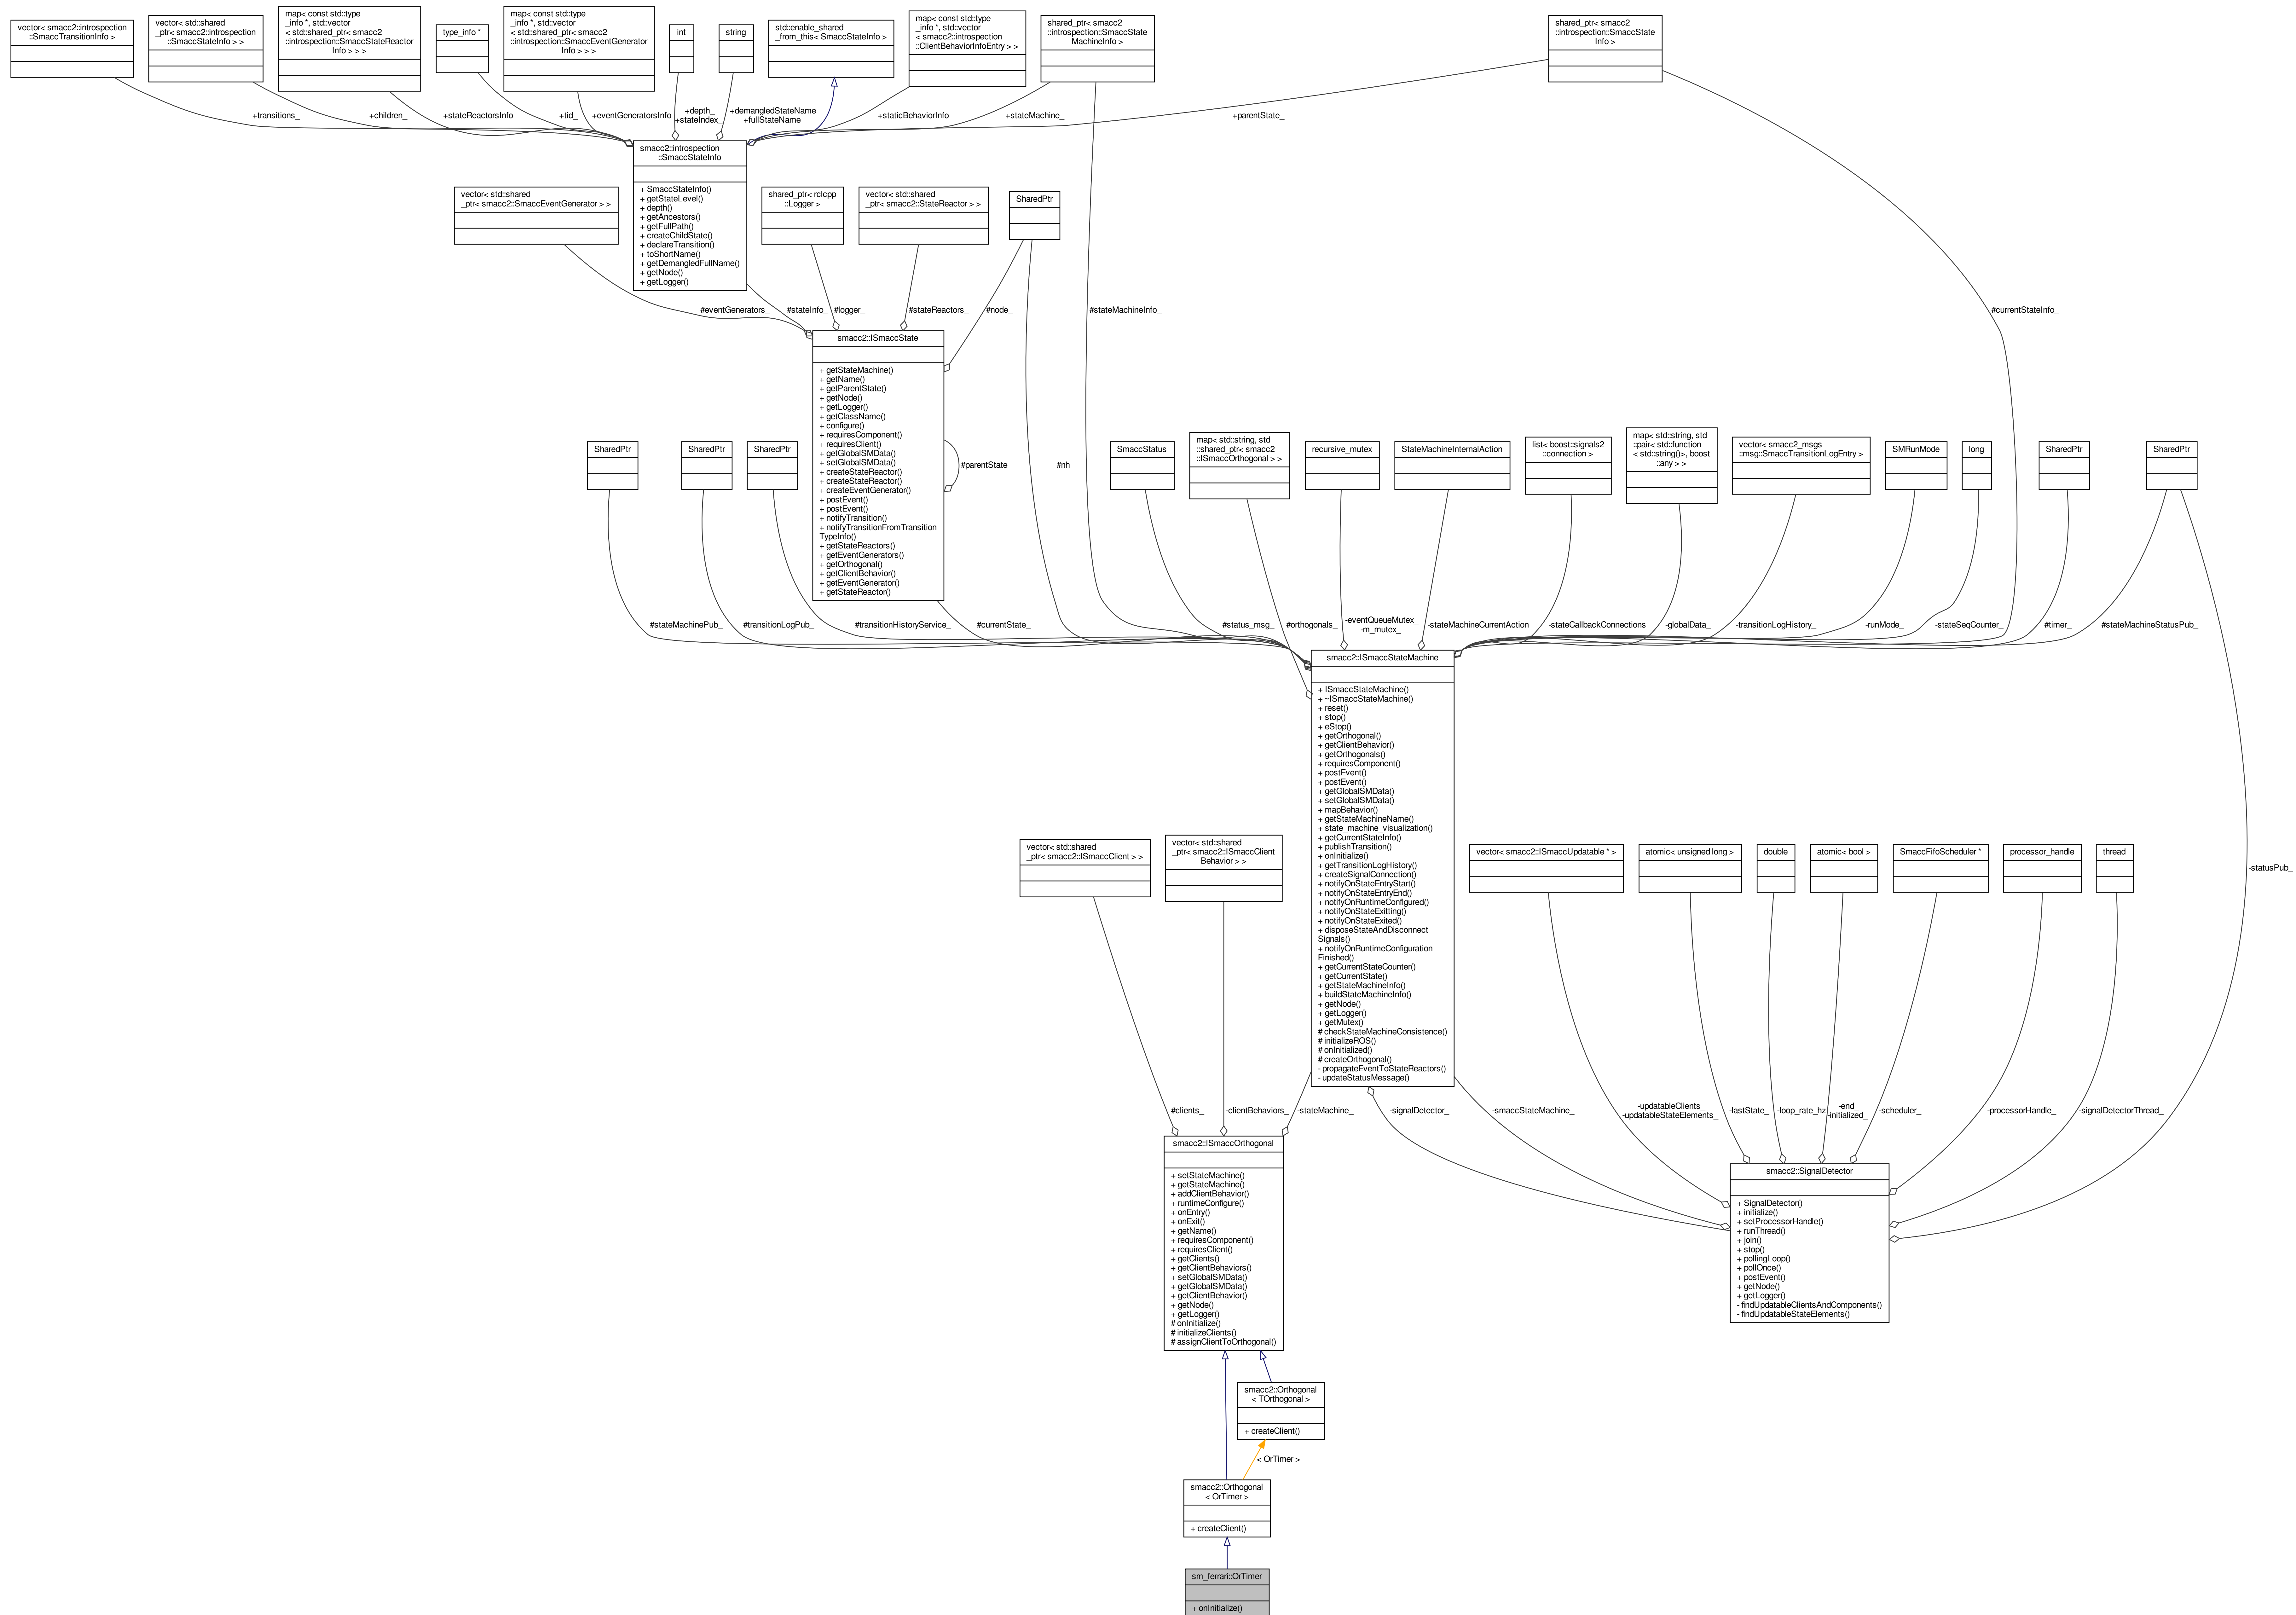 vector< smacc2::introspection
::SmaccTransitionInfo >
vector< std::shared
_ptr< smacc2::introspection
::SmaccStateInfo > >
map< const std::type
_info *, std::vector
< std::shared_ptr< smacc2
::introspection::SmaccStateReactor
Info > > >
type_info *
map< const std::type
_info *, std::vector
< std::shared_ptr< smacc2
::introspection::SmaccEventGenerator
Info > > >
int
string
std::enable_shared
_from_this< SmaccStateInfo >
map< const std::type
_info *, std::vector
< smacc2::introspection
::ClientBehaviorInfoEntry > >
shared_ptr< smacc2
::introspection::SmaccState
MachineInfo >
shared_ptr< smacc2
::introspection::SmaccState
Info >
+transitions_
+children_
+stateReactorsInfo
+tid_
+eventGeneratorsInfo
+depth_
+stateIndex_
+demangledStateName
+fullStateName
+staticBehaviorInfo
+stateMachine_
+parentState_
smacc2::introspection
::SmaccStateInfo
+ SmaccStateInfo()
+ getStateLevel()
+ depth()
+ getAncestors()
+ getFullPath()
+ createChildState()
+ declareTransition()
+ toShortName()
+ getDemangledFullName()
+ getNode()
+ getLogger()
vector< std::shared
_ptr< smacc2::SmaccEventGenerator > >
shared_ptr< rclcpp
::Logger >
vector< std::shared
_ptr< smacc2::StateReactor > >
SharedPtr
#eventGenerators_
#stateInfo_
#logger_
#stateReactors_
#node_
#stateMachineInfo_
#currentStateInfo_
smacc2::ISmaccState
+ getStateMachine()
+ getName()
+ getParentState()
+ getNode()
+ getLogger()
+ getClassName()
+ configure()
+ requiresComponent()
+ requiresClient()
+ getGlobalSMData()
+ setGlobalSMData()
+ createStateReactor()
+ createStateReactor()
+ createEventGenerator()
+ postEvent()
+ postEvent()
+ notifyTransition()
+ notifyTransitionFromTransition
TypeInfo()
+ getStateReactors()
+ getEventGenerators()
+ getOrthogonal()
+ getClientBehavior()
+ getEventGenerator()
+ getStateReactor()
#parentState_
#nh_
SharedPtr
SharedPtr
SharedPtr
SmaccStatus
map< std::string, std
::shared_ptr< smacc2
::ISmaccOrthogonal > >
recursive_mutex
StateMachineInternalAction
list< boost::signals2
::connection >
map< std::string, std
::pair< std::function
< std::string()>, boost
::any > >
vector< smacc2_msgs
::msg::SmaccTransitionLogEntry >
SMRunMode
long
SharedPtr
SharedPtr
#stateMachinePub_
#transitionLogPub_
#transitionHistoryService_
#currentState_
#status_msg_
#orthogonals_
-eventQueueMutex_
-m_mutex_
-stateMachineCurrentAction
-stateCallbackConnections
-globalData_
-transitionLogHistory_
-runMode_
-stateSeqCounter_
#timer_
#stateMachineStatusPub_
smacc2::ISmaccStateMachine
+ ISmaccStateMachine()
+ ~ISmaccStateMachine()
+ reset()
+ stop()
+ eStop()
+ getOrthogonal()
+ getClientBehavior()
+ getOrthogonals()
+ requiresComponent()
+ postEvent()
+ postEvent()
+ getGlobalSMData()
+ setGlobalSMData()
+ mapBehavior()
+ getStateMachineName()
+ state_machine_visualization()
+ getCurrentStateInfo()
+ publishTransition()
+ onInitialize()
+ getTransitionLogHistory()
+ createSignalConnection()
+ notifyOnStateEntryStart()
+ notifyOnStateEntryEnd()
+ notifyOnRuntimeConfigured()
+ notifyOnStateExitting()
+ notifyOnStateExited()
+ disposeStateAndDisconnect
Signals()
+ notifyOnRuntimeConfiguration
Finished()
+ getCurrentStateCounter()
+ getCurrentState()
+ getStateMachineInfo()
+ buildStateMachineInfo()
+ getNode()
+ getLogger()
+ getMutex()
# checkStateMachineConsistence()
# initializeROS()
# onInitialized()
# createOrthogonal()
- propagateEventToStateReactors()
- updateStatusMessage()
vector< std::shared
_ptr< smacc2::ISmaccClient > >
vector< std::shared
_ptr< smacc2::ISmaccClient
Behavior > >
vector< smacc2::ISmaccUpdatable * >
atomic< unsigned long >
double
atomic< bool >
SmaccFifoScheduler *
processor_handle
thread
-statusPub_
#clients_
-clientBehaviors_
-stateMachine_
-signalDetector_
-smaccStateMachine_
-updatableClients_
-updatableStateElements_
-lastState_
-loop_rate_hz
-end_
-initialized_
-scheduler_
-processorHandle_
-signalDetectorThread_
smacc2::ISmaccOrthogonal
+ setStateMachine()
+ getStateMachine()
+ addClientBehavior()
+ runtimeConfigure()
+ onEntry()
+ onExit()
+ getName()
+ requiresComponent()
+ requiresClient()
+ getClients()
+ getClientBehaviors()
+ setGlobalSMData()
+ getGlobalSMData()
+ getClientBehavior()
+ getNode()
+ getLogger()
# onInitialize()
# initializeClients()
# assignClientToOrthogonal()
smacc2::SignalDetector
+ SignalDetector()
+ initialize()
+ setProcessorHandle()
+ runThread()
+ join()
+ stop()
+ pollingLoop()
+ pollOnce()
+ postEvent()
+ getNode()
+ getLogger()
- findUpdatableClientsAndComponents()
- findUpdatableStateElements()
smacc2::Orthogonal
< TOrthogonal >
+ createClient()
< OrTimer >
smacc2::Orthogonal
< OrTimer >
+ createClient()
sm_ferrari::OrTimer
+ onInitialize()